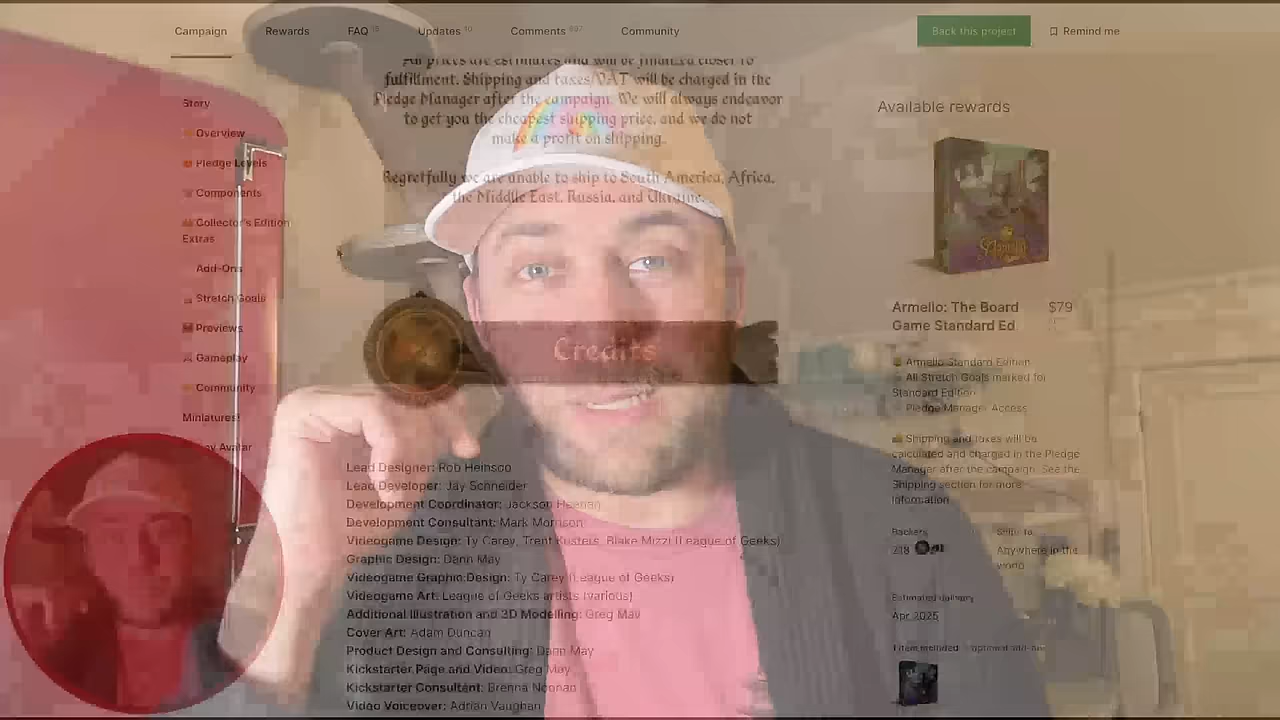 Campaign
Rewards
FAQ 15
Updates 10
Comments
Community
Back this project
Remind me
Story
Overview
Pledge Levels
Components
Collector's Edition
Extras
Add-Ons
Stretch Goals
Previews
Gameplay
Community
Miniatures!
Avatar
All prices are estimates and will be finalized closer to
fulfillment. Shipping and taxes/VAT will be charged in the
Pledge Manager after the campaign. We will always endeavor
to get you the cheapest shipping price, and we do not
make a profit on shipping.
Regretfully we are unable to ship to South America, Africa,
the Middle East, Russia, and Ukraine.
Credits
Lead Designer: Rob Heinsoo
Lead Developer: Jay Schneider
Development Coordinator: Jackson Heenan
Development Consultant: Mark Morrison
Videogame Design: Ty Carey, Trent Kusters, Blake Mizzi (League of Geeks)
Graphic Design: Dann May
Videogame Graphic Design: Ty Carey (League of Geeks)
Videogame Art: League of Geeks artists (various)
Additional Illustration and 3D Modelling: Greg May
Cover Art: Adam Duncan
Product Design and Consulting: Dann May
Kickstarter Page and Video: Greg May
Kickstarter Consultant: Brenna Noonan
Video Voiceover: Adrian Vaughan
Available rewards
Armello
Armello: The Board
Game Standard Ed
$79
Armello Standard Edition
All Stretch Goals marked for
Standard Edition
Pledge Manager Access
Shipping and taxes will be
calculated and charged in the Pledge
Manager after the campaign. See the
Shipping section for more
information.
Backers
Ships to
Anywhere in the
world
Estimated delivery
Apr 2025
1 item included
optional add-ons